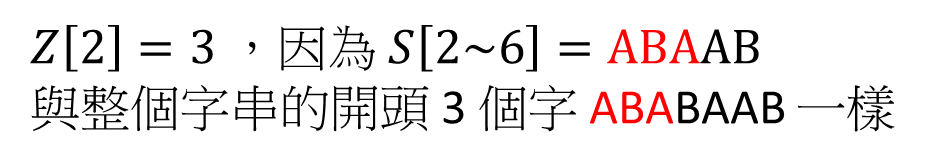 Z[2] = 3 ，因為 S[2~6] = ABAAB
與整個字串的開頭 3 個字 ABABAAB 一樣